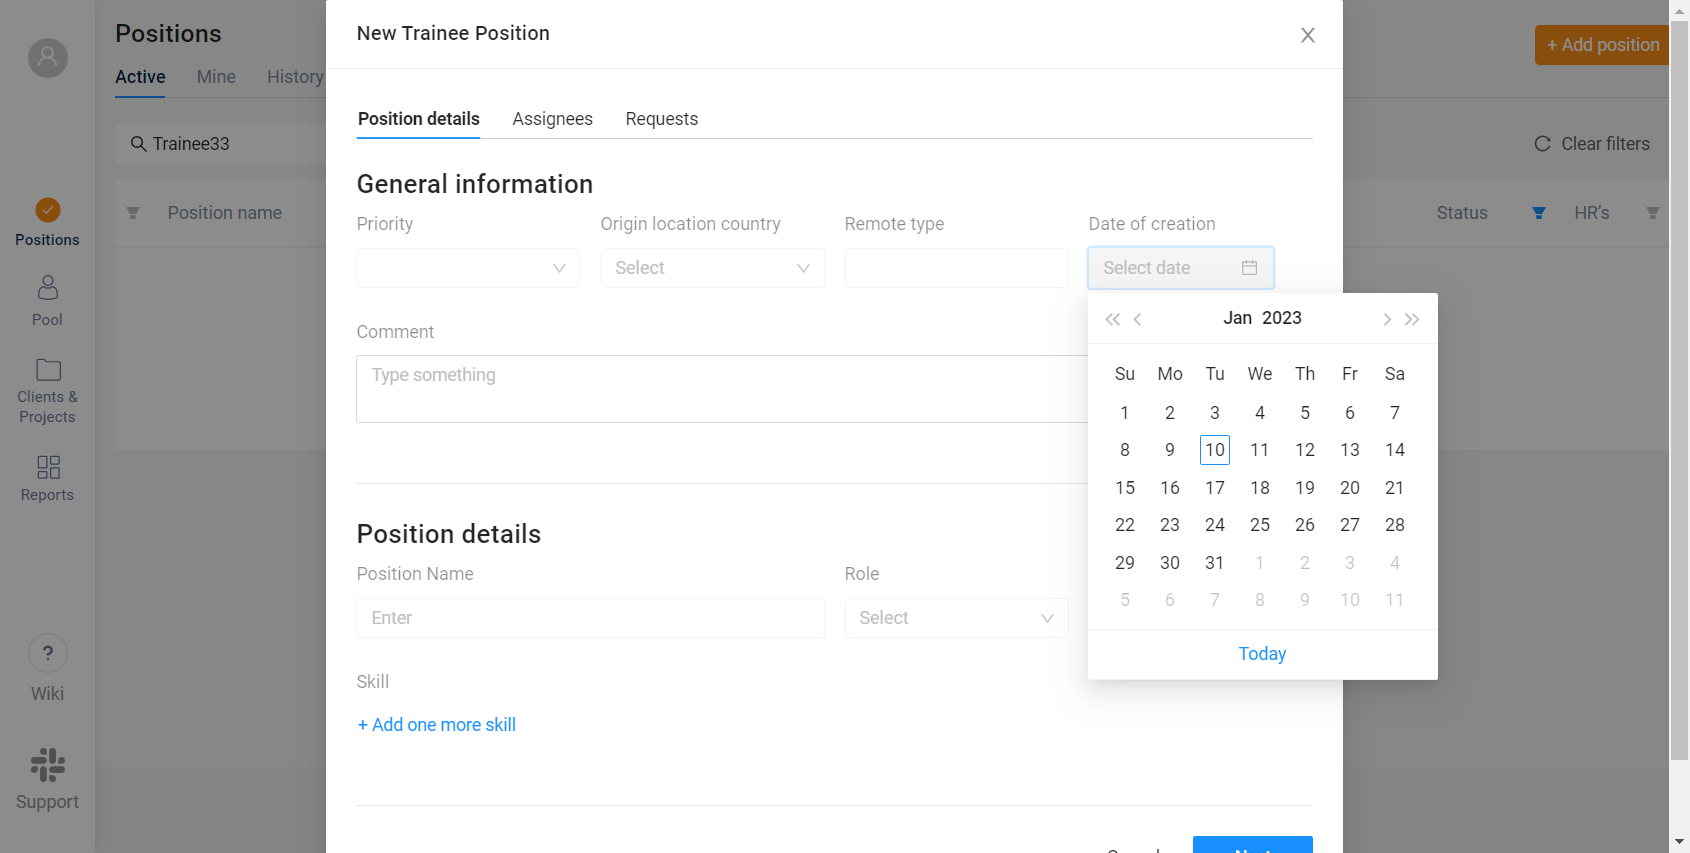 Positions
Active Mine History
Trainee33
Position name
Positions
Pool
Clients &
Projects
Reports
?
Wiki
Support
New Trainee Position
Position details Assignees Requests
General information
Priority Origin location country Remote type Date of creation
Select Select date
Comment
Type something
Position details
Position Name Role
Enter Select
Skill
+ Add one more skill
Jan 2023
Su Mo Tu We Th Fr Sa
1 2 3 4 5 6 7
8 9 10 11 12 13 14
15 16 17 18 19 20 21
22 23 24 25 26 27 28
29 30 31 1 2 3 4
5 6 7 8 9 10 11
Today
+ Add position
Clear filters
Status HR's